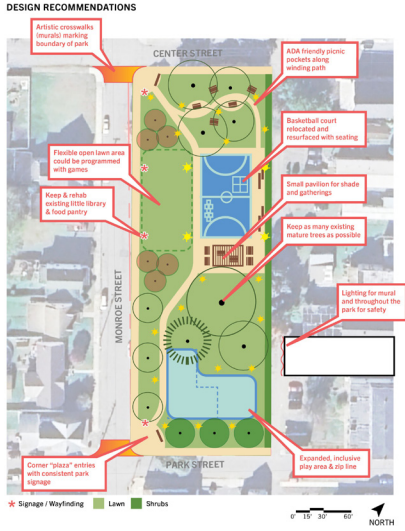 DESIGN RECOMMENDATIONS
Artistic crosswalks
(murals) marking
boundary of park
CENTER STREET
ADA friendly picnic
pockets along
winding path
Basketball court
relocated and
resurfaced with seating
Flexible open lawn area
could be programmed
with games
Small pavilion for shade
and gatherings
Keep & rehab
existing little library
& food pantry
Keep as many existing
mature trees as possible
MONROE STREET
Lighting for mural
and throughout the
park for safety
Corner "plaza" entries
with consistent park
signage
Expanded, inclusive
play area & zip line
PARK STREET
Signage / Wayfinding
Lawn
Shrubs
0' 15' 30' 60'
NORTH